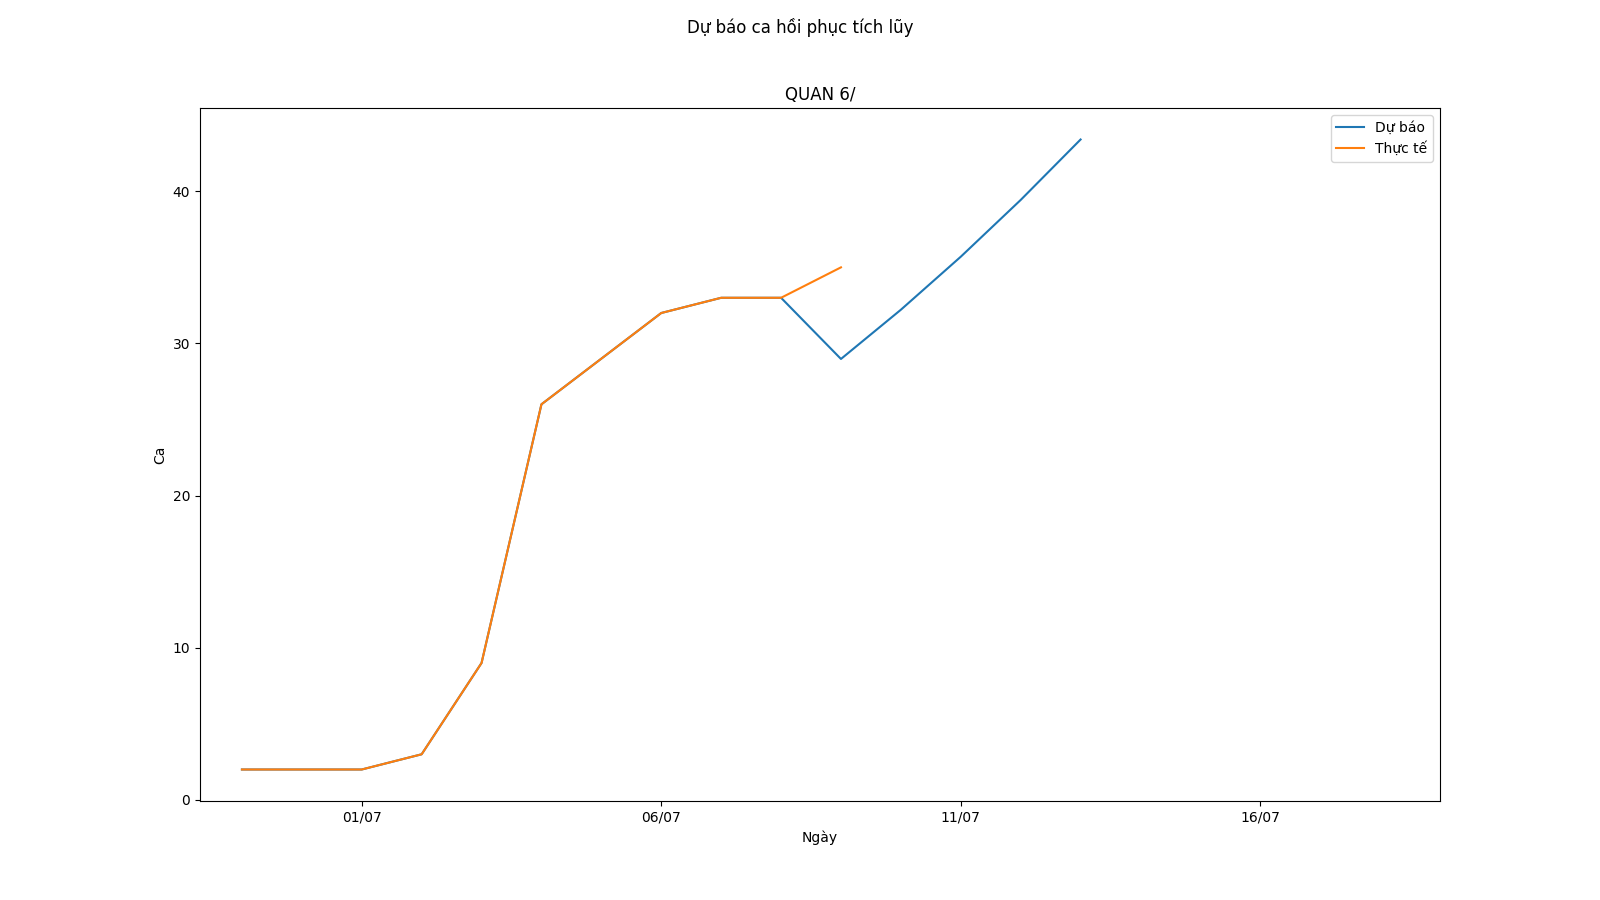 Dự báo ca hồi phục tích lũy
QUAN 6/
Dự báo
Thực tế
40
30
20
10
0
Ca
01/07
06/07
11/07
16/07
Ngày